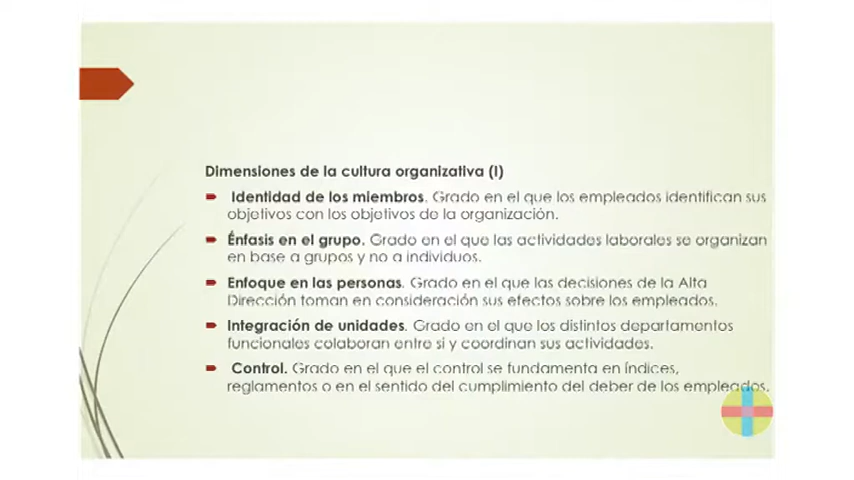 Dimensiones de la cultura organizativa (I)
Identidad de los miembros. Grado en el que los empleados identifican sus
objetivos con los objetivos de la organización.
Énfasis en el grupo. Grado en el que las actividades laborales se organizan
en base a grupos y no a individuos.
Enfoque en las personas. Grado en el que las decisiones de la Alta
Dirección toman en consideración sus efectos sobre los empleados.
Integración de unidades. Grado en el que los distintos departamentos
funcionales colaboran entre si y coordinan sus actividades.
Control. Grado en el que el control se fundamenta en índices,
reglamentos o en el sentido del cumplimiento del deber de los empleados.